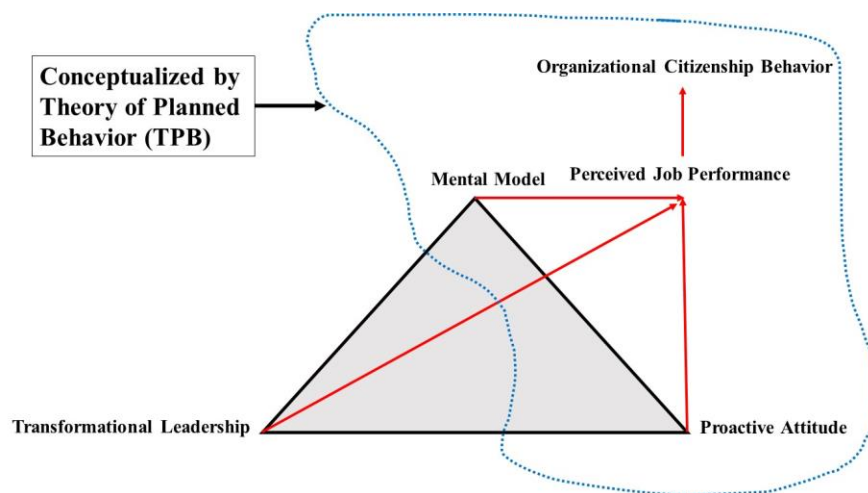 Conceptualized by
Theory of Planned
Behavior (TPB)
Organizational Citizenship Behavior
Mental Model
Perceived Job Performance
Transformational Leadership
Proactive Attitude